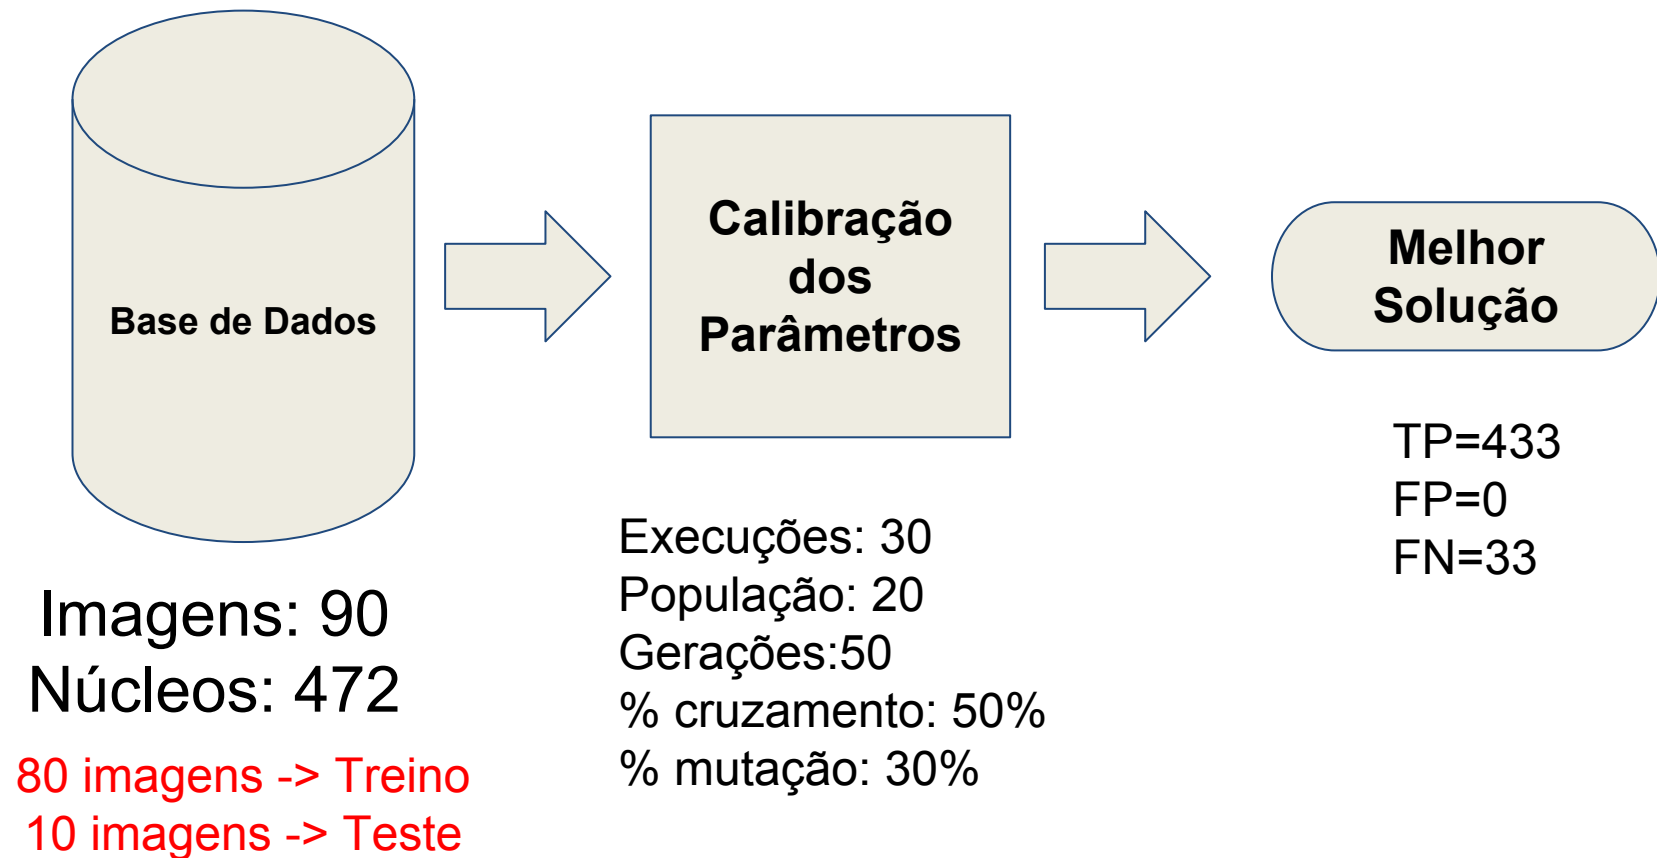 Base de Dados
Imagens: 90
Núcleos: 472
80 imagens -> Treino
10 imagens -> Teste
Calibração
dos
Parâmetros
Execuções: 30
População: 20
Gerações:50
% cruzamento: 50%
% mutação: 30%
Melhor
Solução
TP=433
FP=0
FN=33